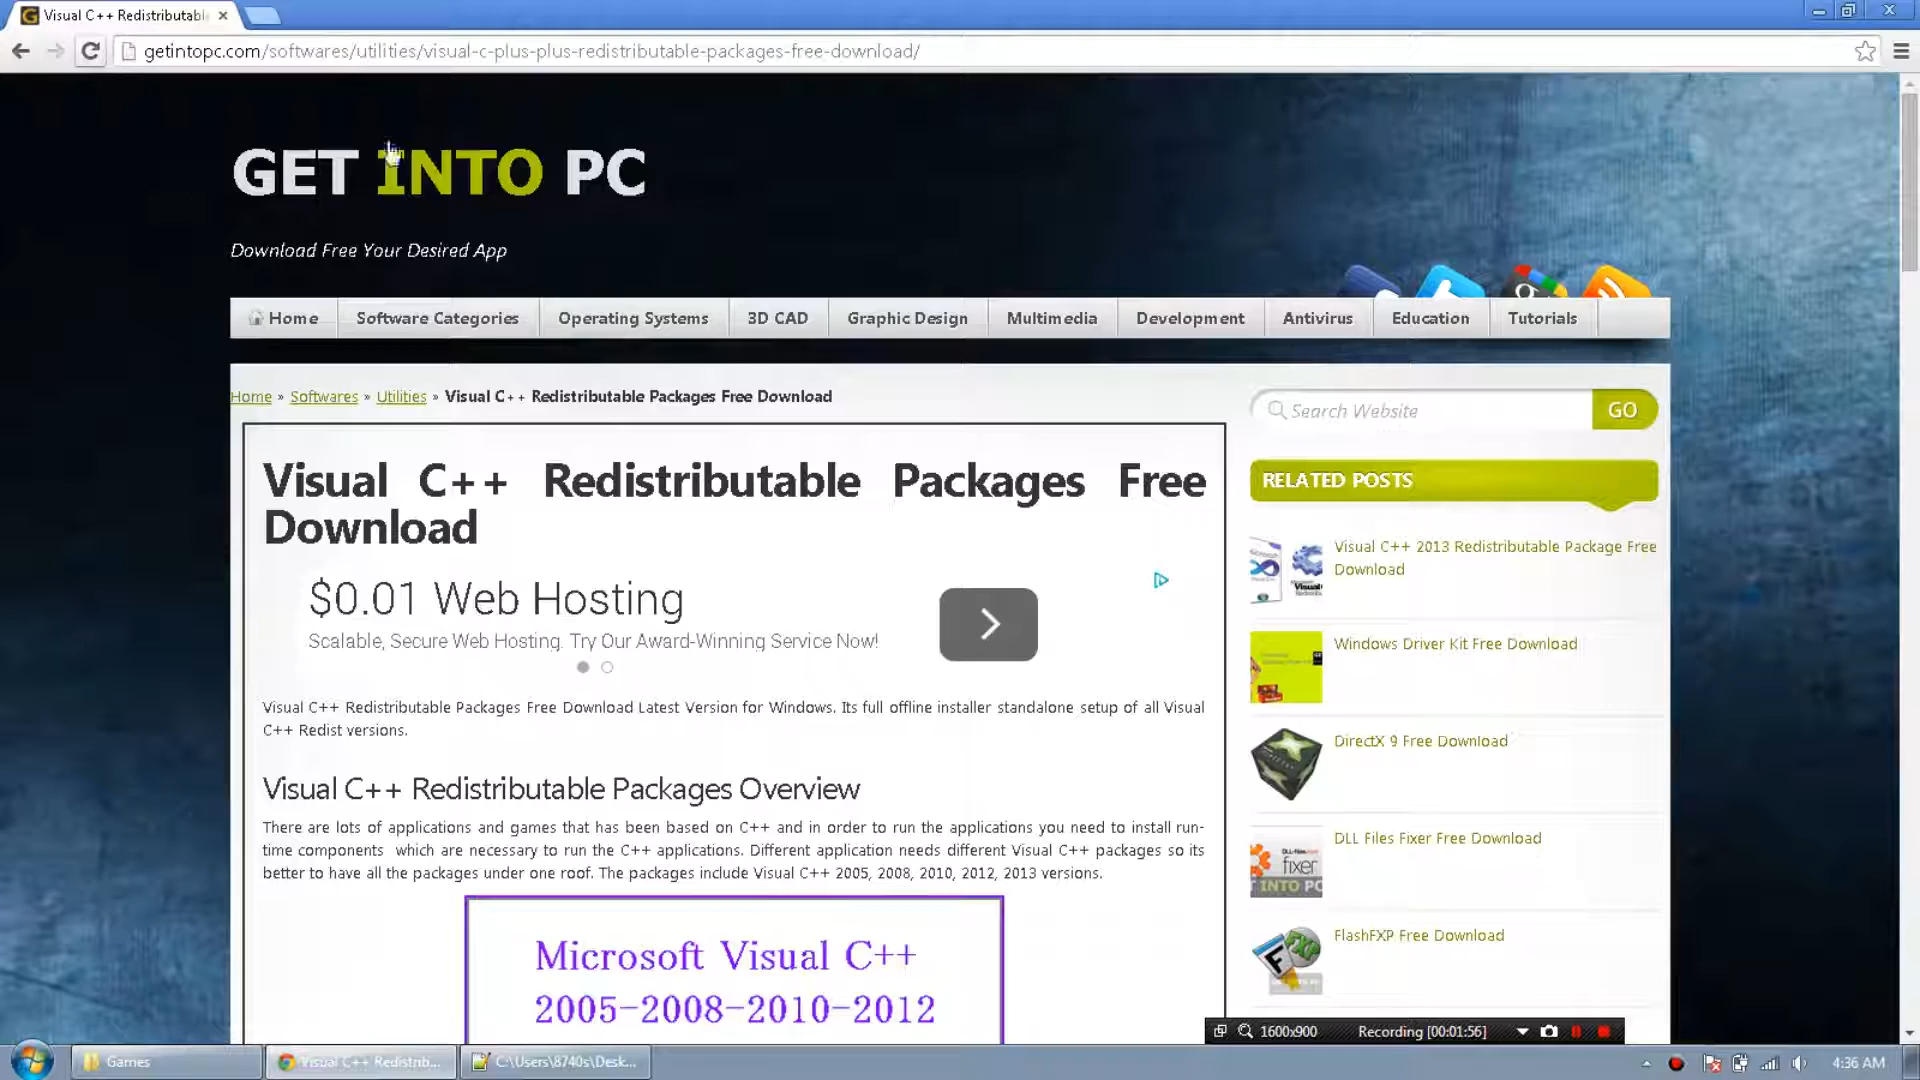 Visual C++ Redistributabl
getintopc.com/softwares/utilities/visual-c-plus-plus-redistributable-packages-free-download/
GET INTO PC
Download Free Your Desired App
Home Software Categories Operating Systems 3D CAD Graphic Design Multimedia Development Antivirus Education Tutorials
Home » Softwares » Utilities » Visual C++ Redistributable Packages Free Download
Search Website GO
Visual C++ Redistributable Packages Free
Download
$0.01 Web Hosting
Scalable, Secure Web Hosting. Try Our Award-Winning Service Now!
Visual C++ Redistributable Packages Free Download Latest Version for Windows. Its full offline installer standalone setup of all Visual
C++ Redist versions.
Visual C++ Redistributable Packages Overview
There are lots of applications and games that has been based on C++ and in order to run the applications you need to install run-
time components which are necessary to run the C++ applications. Different application needs different Visual C++ packages so its
better to have all the packages under one roof. The packages include Visual C++ 2005, 2008, 2010, 2012, 2013 versions.
Microsoft Visual C++
2005-2008-2010-2012
RELATED POSTS
Visual C++ 2013 Redistributable Package Free
Download
Windows Driver Kit Free Download
DirectX 9 Free Download
DLL Files Fixer Free Download
FlashFXP Free Download
1600x900 Recording [00:01:56]
Games Visual C++ Redistrib... C:\Users\8740s\Desk... 4:36 AM